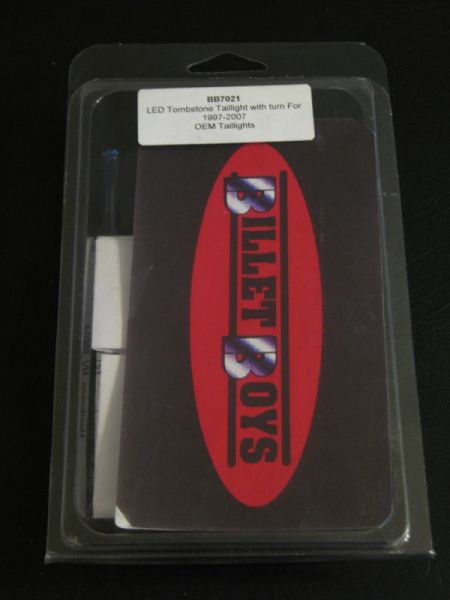 BB7021
LED Tombstone Taillight with turn For
1997-2007
OEM Taillights
BILLET BOYS